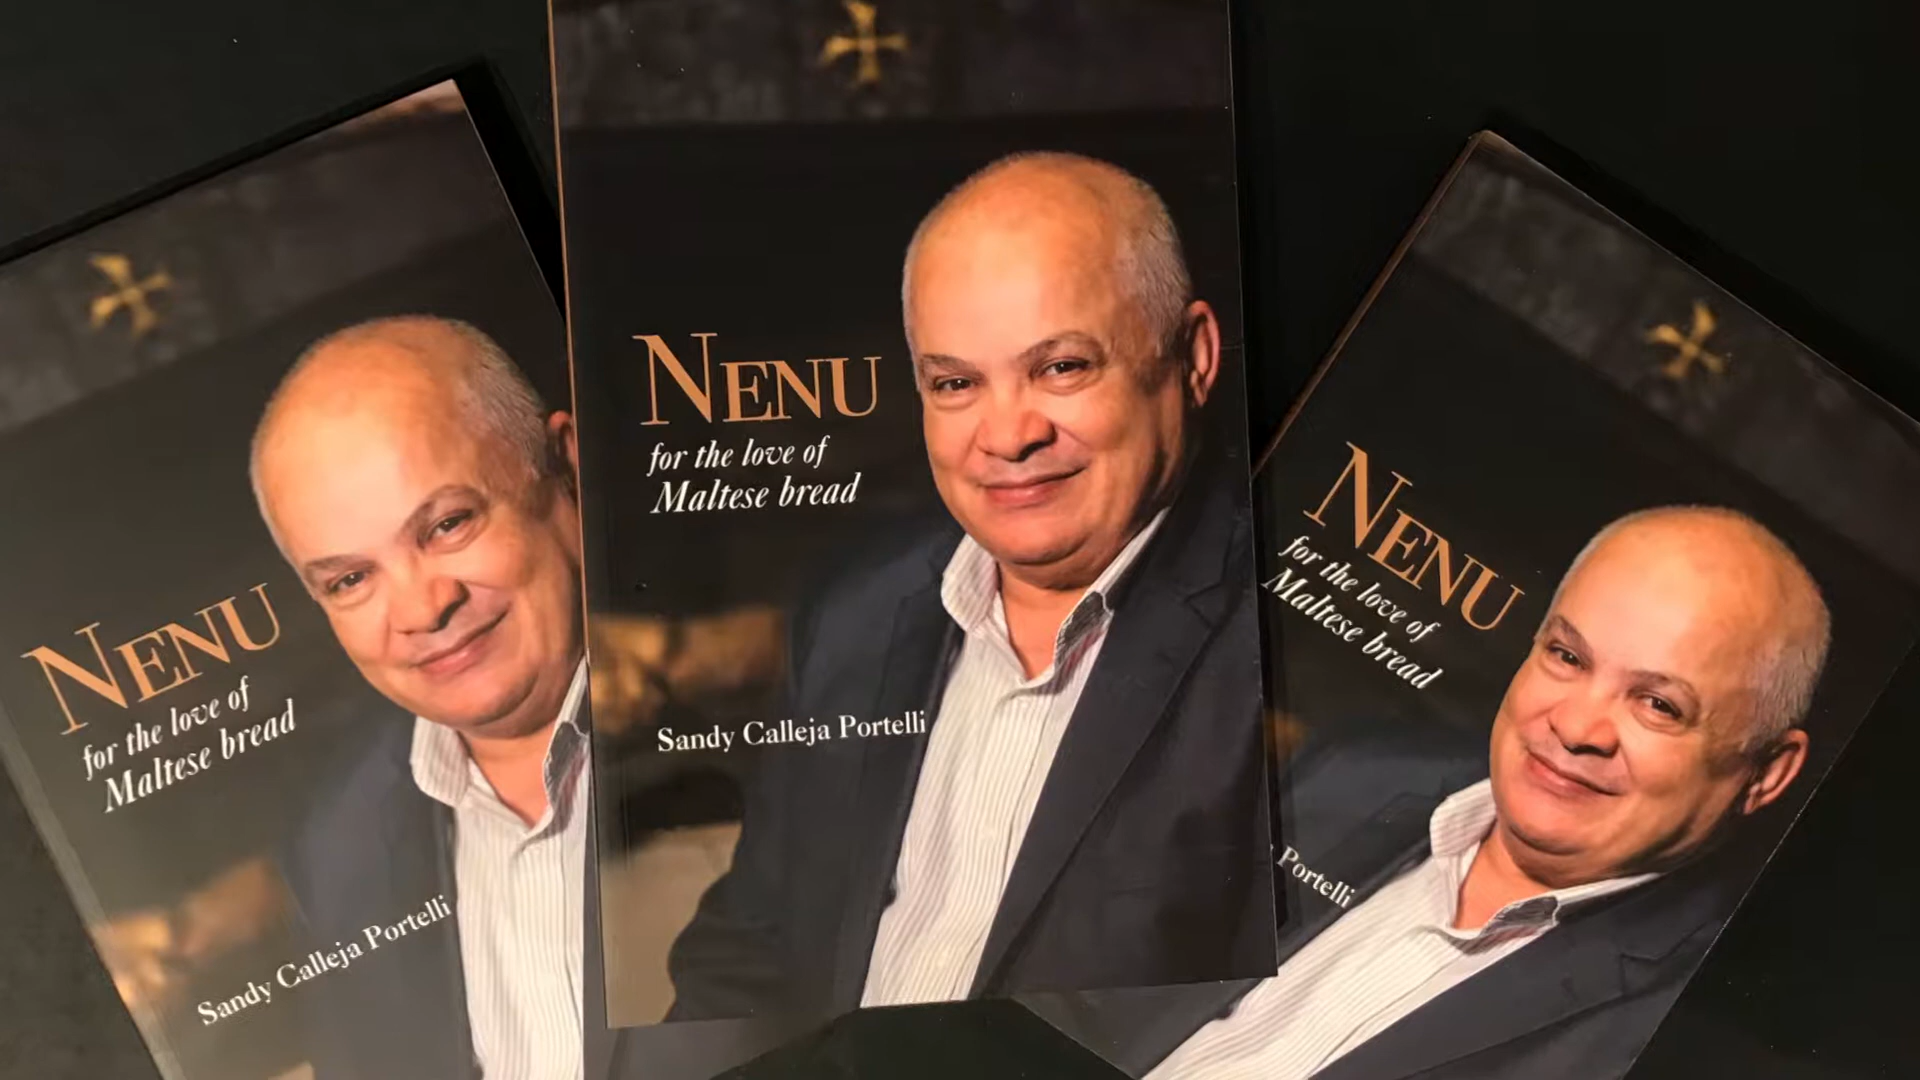 NENU
for the love of
Maltese bread
Sandy Calleja Portelli
NENU
for the love of
Maltese bread
Sandy Calleja Portelli
NENU
for the love of
Maltese bread
Portelli